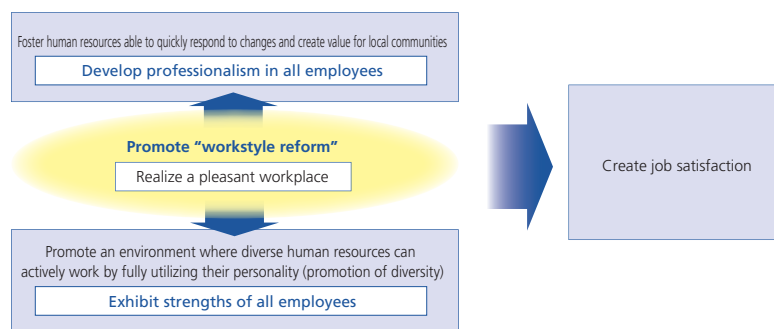 Foster human resources able to quickly respond to changes and create value for local communities
Develop professionalism in all employees
Promote “workstyle reform”
Realize a pleasant workplace
Promote an environment where diverse human resources can
actively work by fully utilizing their personality (promotion of diversity)
Exhibit strengths of all employees
Create job satisfaction